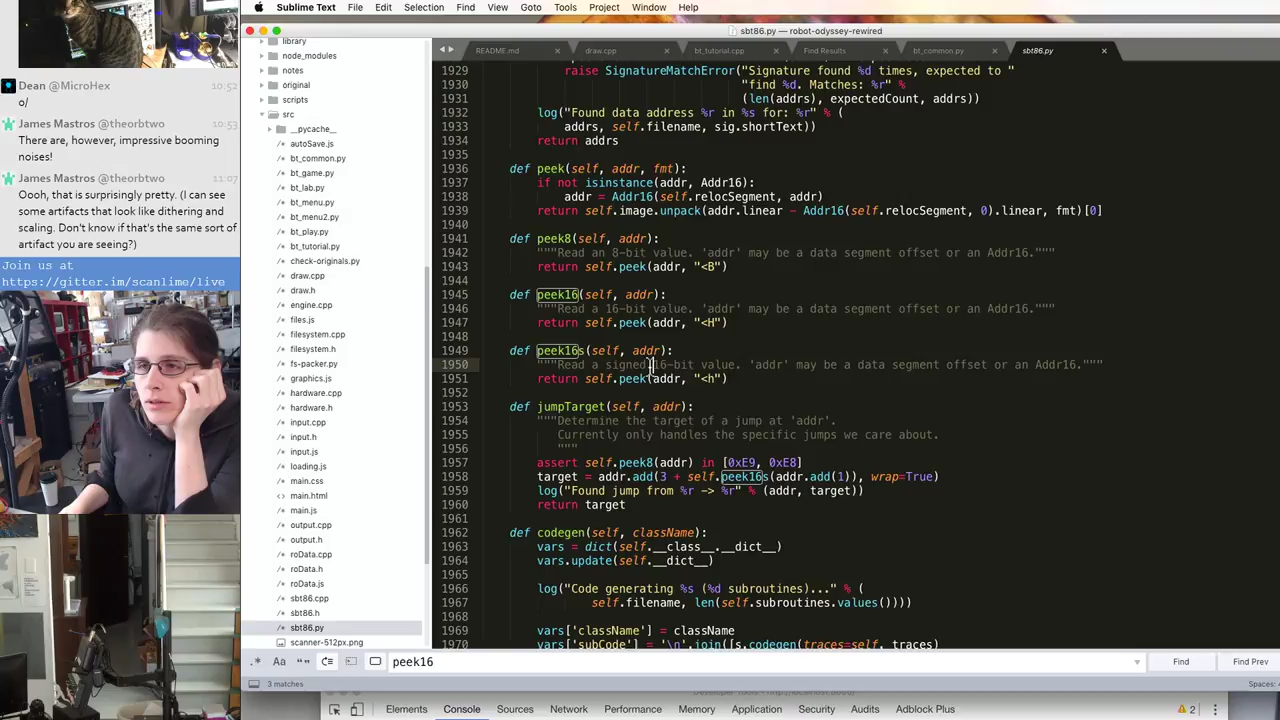 Sublime Text File Edit Selection Find View Goto Tools Project Window Help
sbt86.py — robot-odyssey-rewired
README.md × draw.cpp × bt_tutorial.cpp × Find Results × bt_common.py × sbt86.py ×
Dean @MicroHex 10:52
o/
James Mastros @theorbtwo 10:53
There are, however, impressive booming
noises!
James Mastros @theorbtwo 11:07
Oooh, that is surprisingly pretty. (I can see
some artifacts that look like dithering and
scaling. Don't know if that's the same sort of
artifact you are seeing?)
Join us at
https://gitter.im/scanlime/live
library
node_modules
notes
original
scripts
src
__pycache__
autoSave.js
bt_common.py
bt_game.py
bt_lab.py
bt_menu.py
bt_menu2.py
bt_play.py
bt_tutorial.py
check-originals.py
draw.cpp
draw.h
engine.cpp
files.js
filesystem.cpp
filesystem.h
fs-packer.py
graphics.js
hardware.cpp
hardware.h
input.cpp
input.h
input.js
loading.js
main.css
main.html
main.js
output.cpp
output.h
roData.cpp
roData.h
roData.js
sbt86.cpp
sbt86.h
sbt86.py
scanner-512px.png
1929 raise SignatureMatchError("Signature found %d times, expected to "
1930 "find %d. Matches: %r" %
1931 (len(addrs), expectedCount, addrs))
1932 log("Found data address %r in %s for: %r" % (
1933 addrs, self.filename, sig.shortText))
1934 return addrs
1935
1936 def peek(self, addr, fmt):
1937 if not isinstance(addr, Addr16):
1938 addr = Addr16(self.relocSegment, addr)
1939 return self.image.unpack(addr.linear - Addr16(self.relocSegment, 0).linear, fmt)[0]
1940
1941 def peek8(self, addr):
1942 """Read an 8-bit value. 'addr' may be a data segment offset or an Addr16."""
1943 return self.peek(addr, "<B")
1944
1945 def peek16(self, addr):
1946 """Read a 16-bit value. 'addr' may be a data segment offset or an Addr16."""
1947 return self.peek(addr, "<H")
1948
1949 def peek16s(self, addr):
1950 """Read a signed 16-bit value. 'addr' may be a data segment offset or an Addr16."""
1951 return self.peek(addr, "<h")
1952
1953 def jumpTarget(self, addr):
1954 """Determine the target of a jump at 'addr'.
1955 Currently only handles the specific jumps we care about.
1956 """
1957 assert self.peek8(addr) in [0xE9, 0xE8]
1958 target = addr.add(3 + self.peek16s(addr.add(1)), wrap=True)
1959 log("Found jump from %r -> %r" % (addr, target))
1960 return target
1961
1962 def codegen(self, className):
1963 vars = dict(self.__class__.__dict__)
1964 vars.update(self.__dict__)
1965
1966 log("Code generating %s (%d subroutines)..." % (
1967 self.filename, len(self.subroutines.values())))
1968
1969 vars['className'] = className
1970 vars['subCode'] = '\n'.join(js.codegen(traces=self, traces)
.* Aa “” peek16 Find Find Prev
3 matches Spaces:
Elements Console Sources Network Performance Memory Application Security Audits Adblock Plus 2